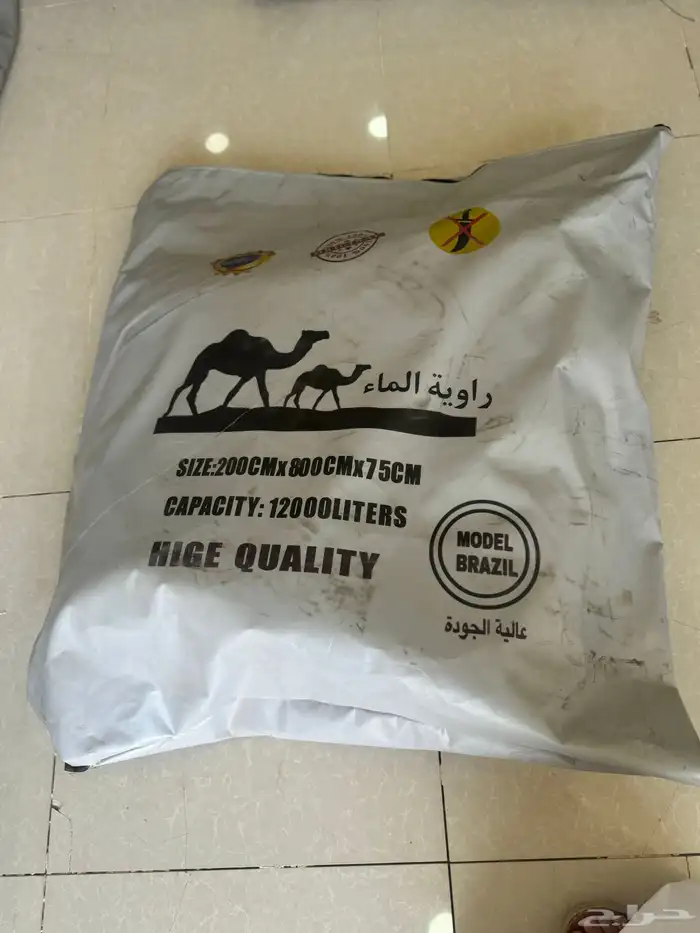 راوية الماء
SIZE:200CMx800CMx75CM
CAPACITY: 12000LITERS
HIGE QUALITY
MODEL
BRAZIL
عالية الجودة
حراج